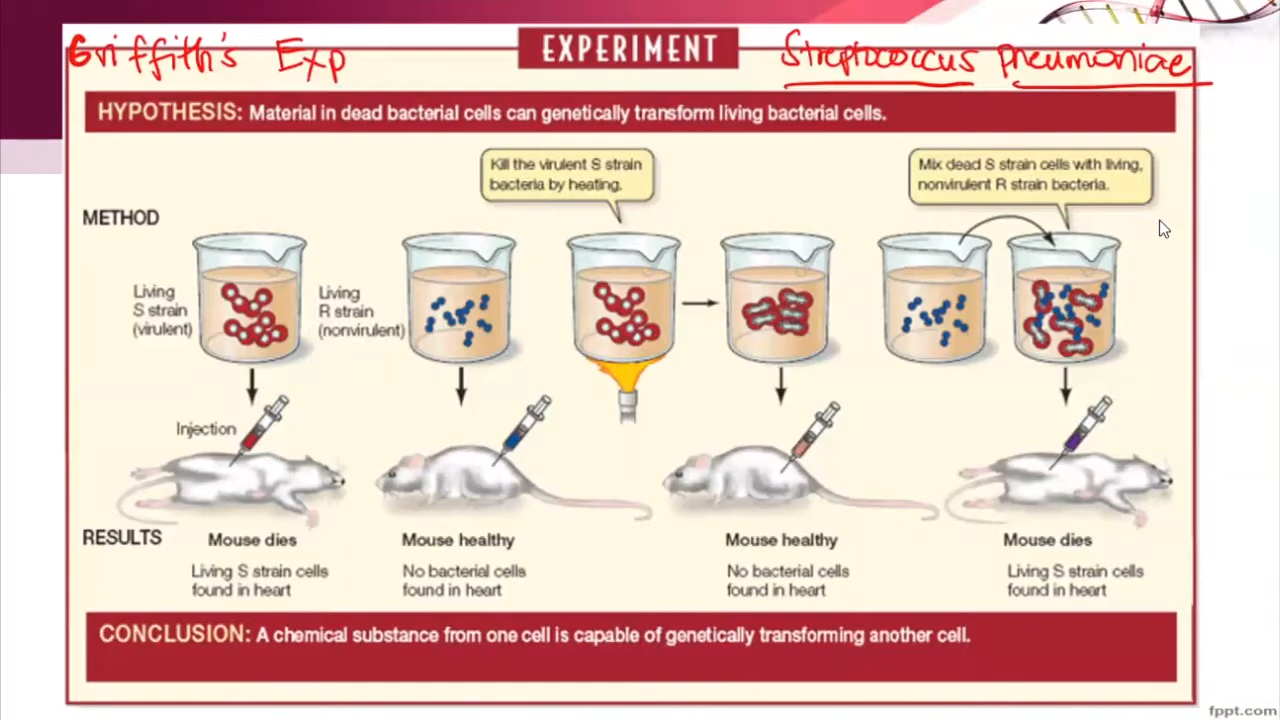 Griffith's Exp
EXPERIMENT
Streptococcus pneumoniae
HYPOTHESIS: Material in dead bacterial cells can genetically transform living bacterial cells.
Kill the virulent S strain
bacteria by heating.
Mix dead S strain cells with living,
nonvirulent R strain bacteria.
METHOD
Living
S strain
(virulent)
Living
R strain
(nonvirulent)
Injection
RESULTS
Mouse dies
Living S strain cells
found in heart
Mouse healthy
No bacterial cells
found in heart
Mouse healthy
No bacterial cells
found in heart
Mouse dies
Living S strain cells
found in heart
CONCLUSION: A chemical substance from one cell is capable of genetically transforming another cell.
fppt.com